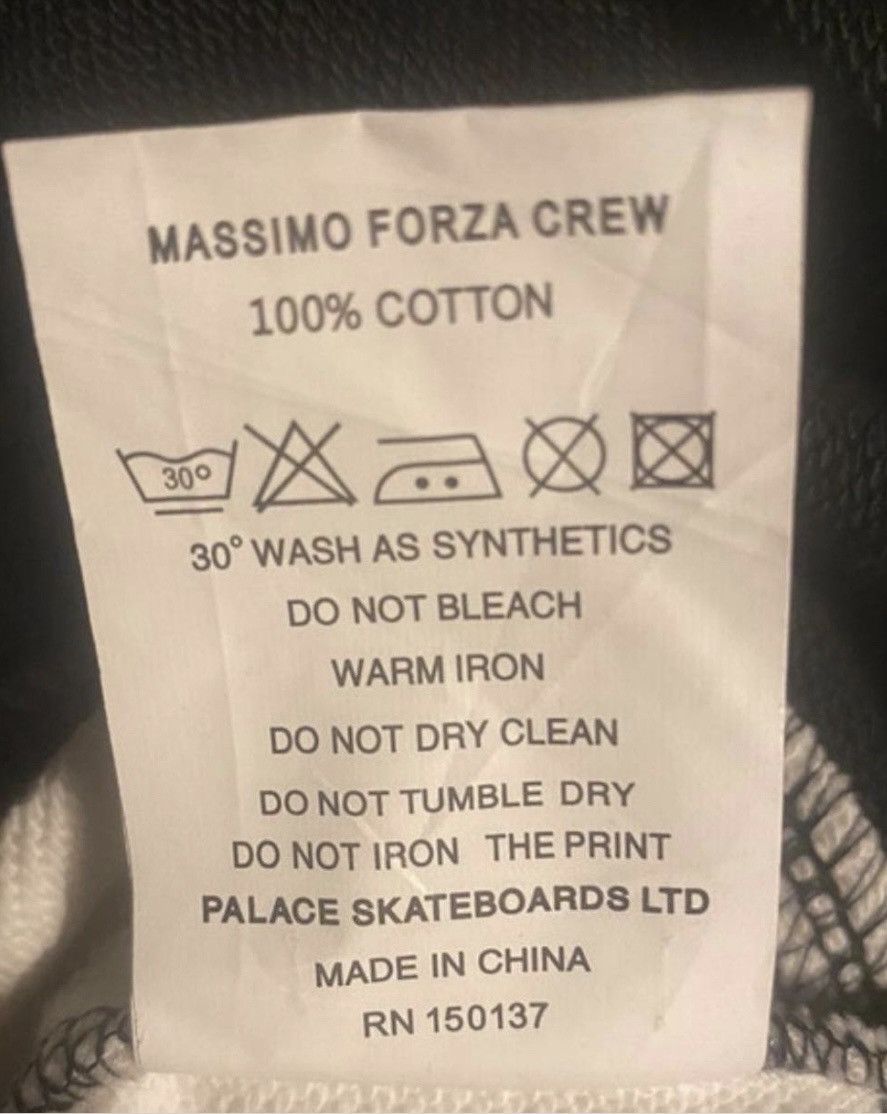 MASSIMO FORZA CREW
100% COTTON
30°
30° WASH AS SYNTHETICS
DO NOT BLEACH
WARM IRON
DO NOT DRY CLEAN
DO NOT TUMBLE DRY
DO NOT IRON THE PRINT
PALACE SKATEBOARDS LTD
MADE IN CHINA
RN 150137